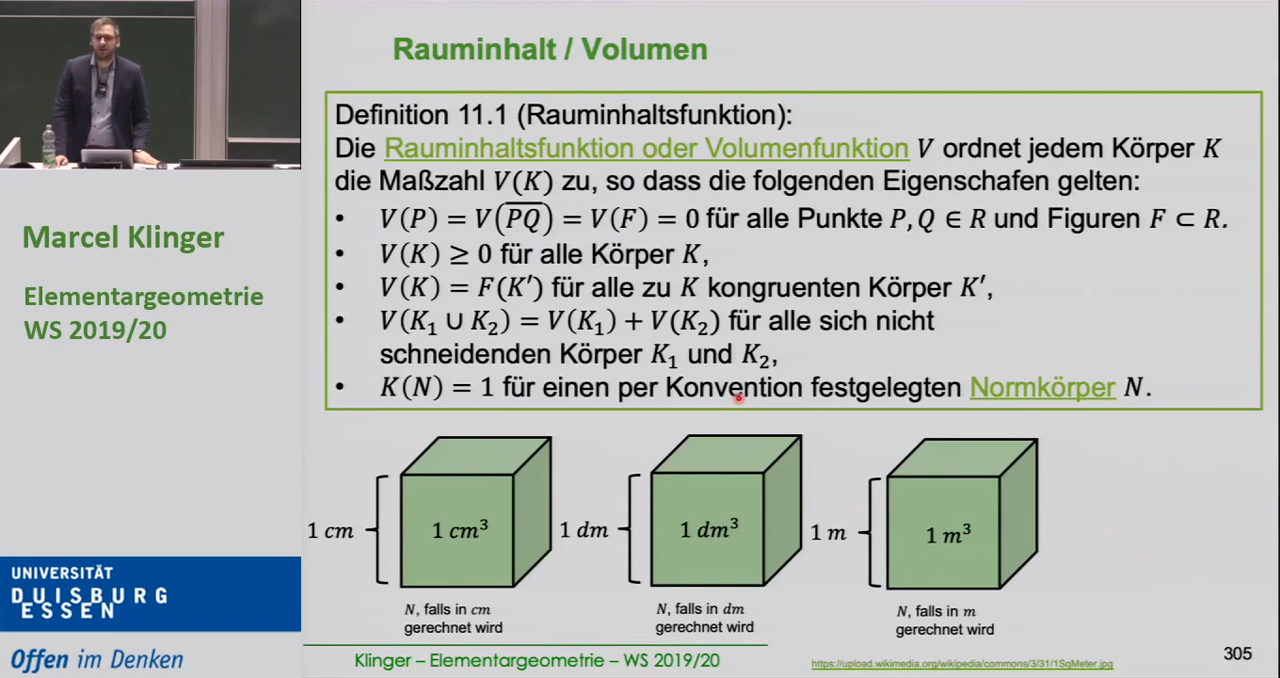 Rauminhalt / Volumen
Definition 11.1 (Rauminhaltsfunktion):
Die Rauminhaltsfunktion oder Volumenfunktion V ordnet jedem Körper K
die Maßzahl V(K) zu, so dass die folgenden Eigenschafen gelten:
• V(P) = V(P̅Q̅) = V(F) = 0 für alle Punkte P, Q ∈ R und Figuren F ⊂ R.
• V(K) ≥ 0 für alle Körper K,
• V(K) = F(K′) für alle zu K kongruenten Körper K′,
• V(K₁ ∪ K₂) = V(K₁) + V(K₂) für alle sich nicht
schneidenden Körper K₁ und K₂,
• K(N) = 1 für einen per Konvention festgelegten Normkörper N.
1 cm
1 cm³
N, falls in cm
gerechnet wird
1 dm
1 dm³
N, falls in dm
gerechnet wird
1 m
1 m³
N, falls in m
gerechnet wird
Klinger – Elementargeometrie – WS 2019/20
https://upload.wikimedia.org/wikipedia/commons/3/31/1SqMeter.jpg
305
Marcel Klinger
Elementargeometrie
WS 2019/20
UNIVERSITÄT
DUISBURG
ESSEN
Offen im Denken